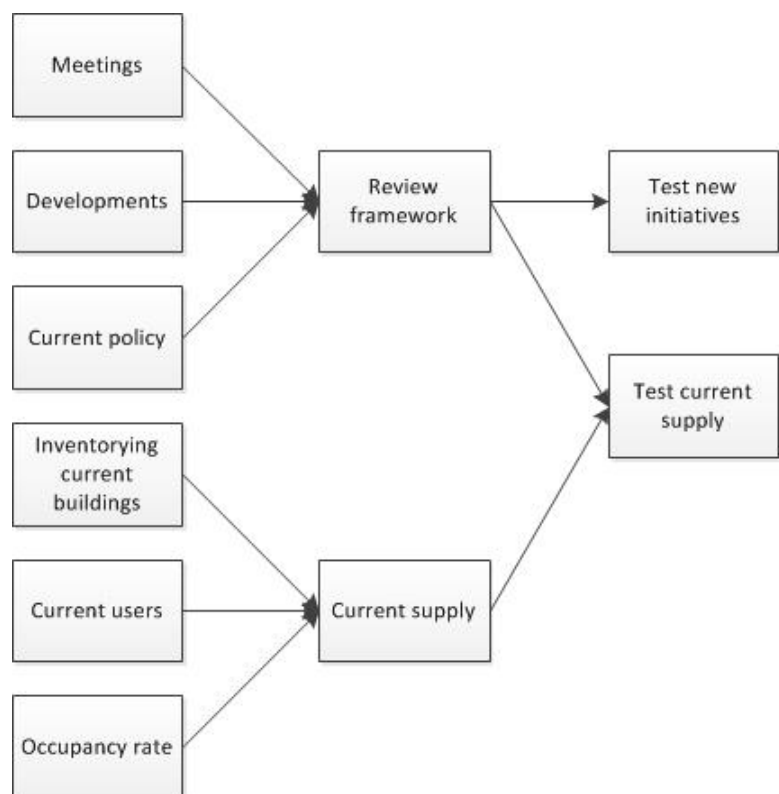 Meetings
Developments
Current policy
Inventorying
current
buildings
Current users
Occupancy rate
Review
framework
Current supply
Test new
initiatives
Test current
supply